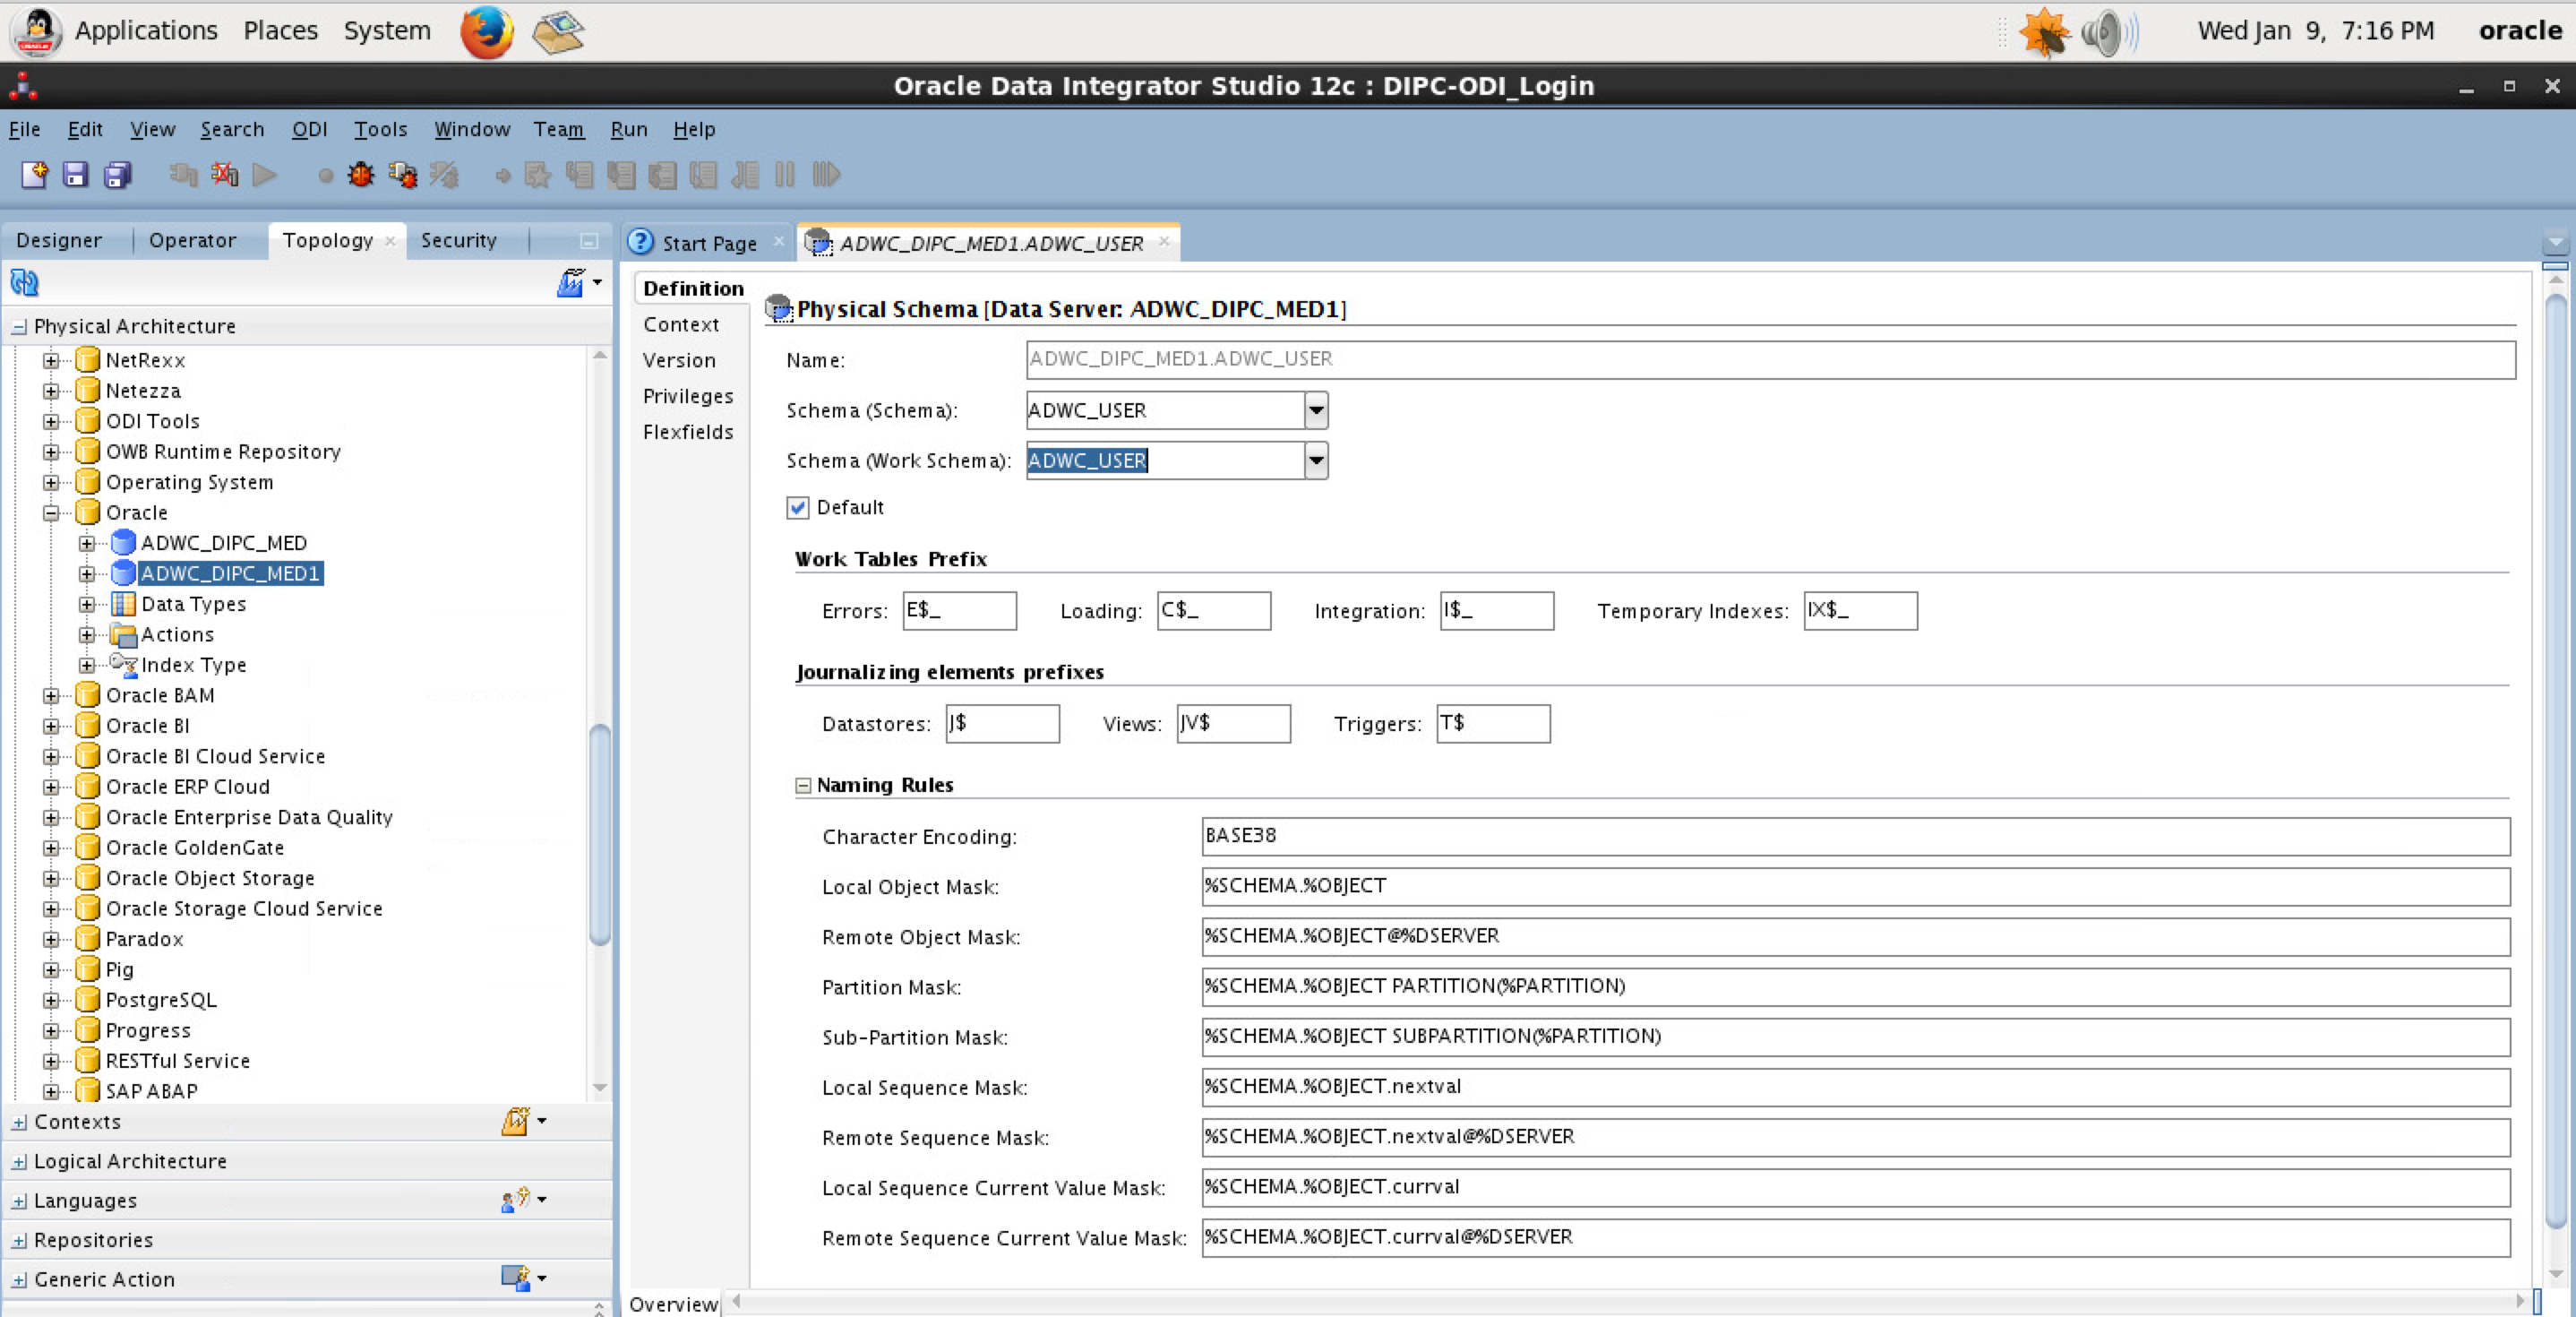 Applications Places System Wed Jan 9, 7:16 PM oracle
Oracle Data Integrator Studio 12c : DIPC-ODI_Login
File Edit View Search ODI Tools Window Team Run Help
Designer Operator Topology Security
Physical Architecture
NetRexx
Netezza
ODI Tools
OWB Runtime Repository
Operating System
Oracle
ADWC_DIPC_MED
ADWC_DIPC_MED1
Data Types
Actions
Index Type
Oracle BAM
Oracle BI
Oracle BI Cloud Service
Oracle ERP Cloud
Oracle Enterprise Data Quality
Oracle GoldenGate
Oracle Object Storage
Oracle Storage Cloud Service
Paradox
Pig
PostgreSQL
Progress
RESTful Service
SAP ABAP
Contexts
Logical Architecture
Languages
Repositories
Generic Action
Start Page ADWC_DIPC_MED1.ADWC_USER
Definition
Context
Version
Privileges
Flexfields
Physical Schema [Data Server: ADWC_DIPC_MED1]
Name: ADWC_DIPC_MED1.ADWC_USER
Schema (Schema): ADWC_USER
Schema (Work Schema): ADWC_USER
Default
Work Tables Prefix
Errors: E$_ Loading: C$_ Integration: I$_ Temporary Indexes: IX$_
Journalizing elements prefixes
Datastores: J$ Views: JV$ Triggers: T$
Naming Rules
Character Encoding: BASE38
Local Object Mask: %SCHEMA.%OBJECT
Remote Object Mask: %SCHEMA.%OBJECT@%DSERVER
Partition Mask: %SCHEMA.%OBJECT PARTITION(%PARTITION)
Sub-Partition Mask: %SCHEMA.%OBJECT SUBPARTITION(%PARTITION)
Local Sequence Mask: %SCHEMA.%OBJECT.nextval
Remote Sequence Mask: %SCHEMA.%OBJECT.nextval@%DSERVER
Local Sequence Current Value Mask: %SCHEMA.%OBJECT.currval
Remote Sequence Current Value Mask: %SCHEMA.%OBJECT.currval@%DSERVER
Overview